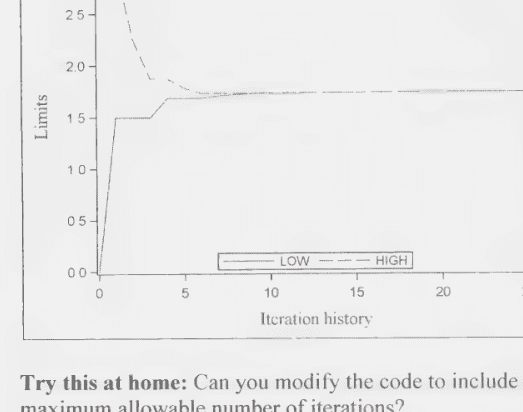 2 5
2.0
1 5
1 0
0 5
0 0
Limits
LOW HIGH
0 5 10 15 20
Iteration history
Try this at home: Can you modify the code to include
maximum allowable number of iterations?